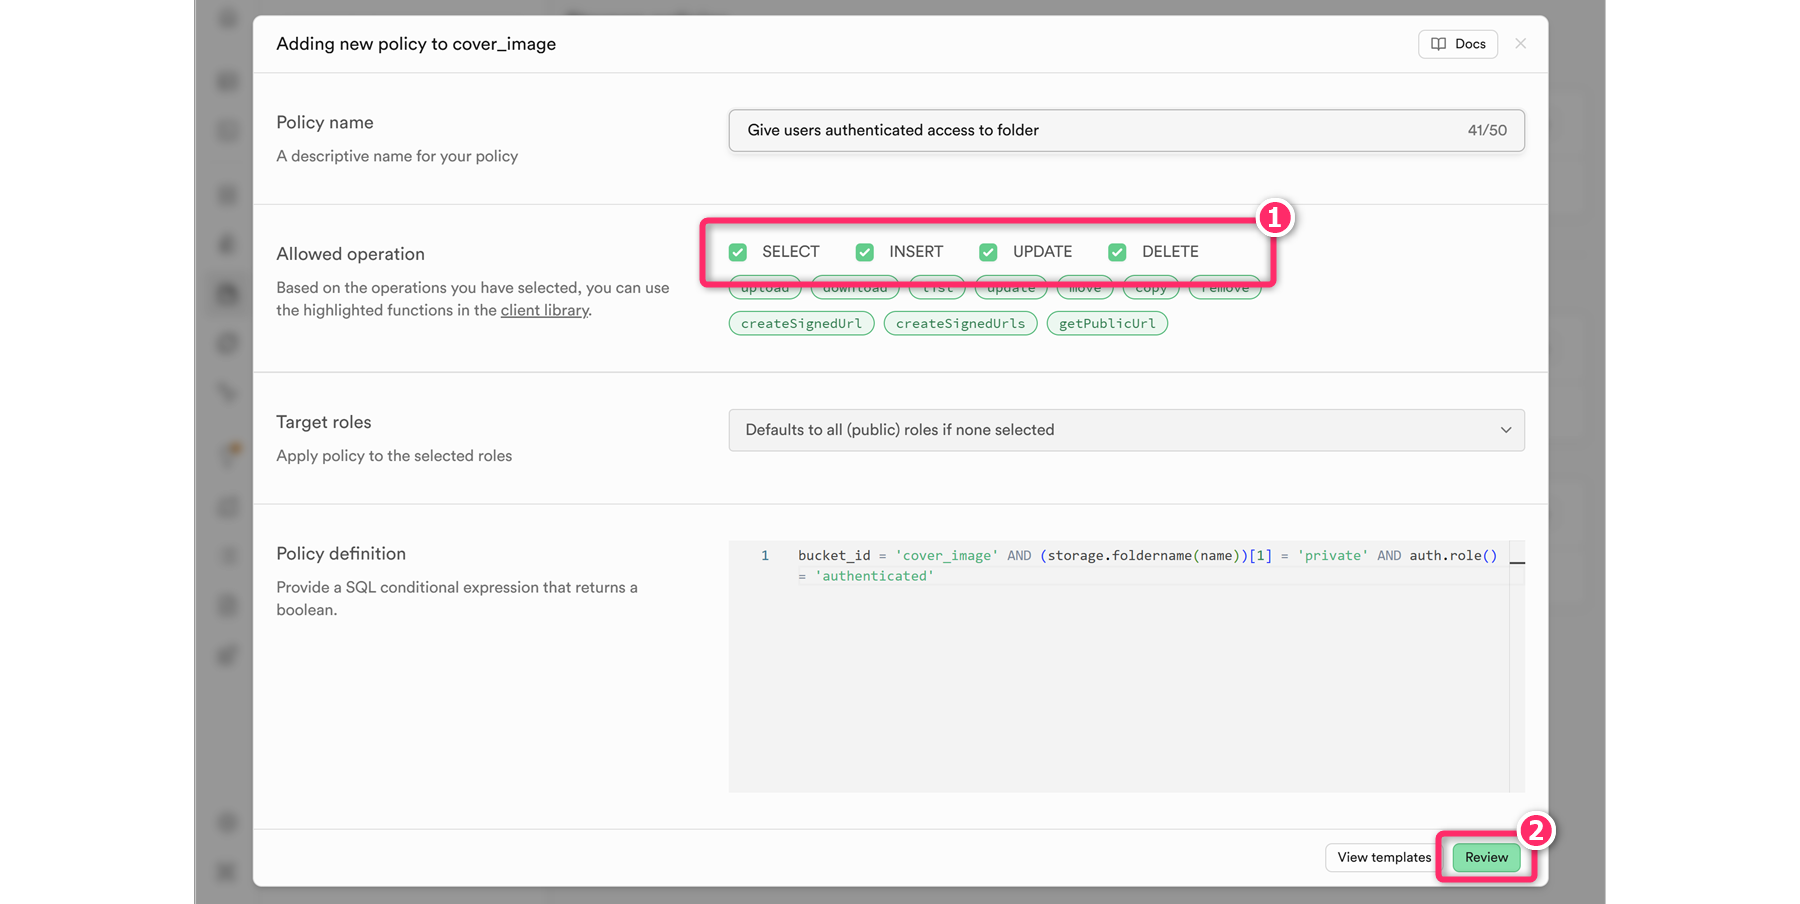 Adding new policy to cover_image
Docs
Policy name
A descriptive name for your policy
Give users authenticated access to folder
41/50
1
Allowed operation
Based on the operations you have selected, you can use
the highlighted functions in the client library.
SELECT INSERT UPDATE DELETE
upload download list update move copy remove
createSignedUrl createSignedUrls getPublicUrl
Target roles
Apply policy to the selected roles
Defaults to all (public) roles if none selected
Policy definition
Provide a SQL conditional expression that returns a
boolean.
1 bucket_id = 'cover_image' AND (storage.foldername(name))[1] = 'private' AND auth.role()
= 'authenticated'
2
View templates
Review